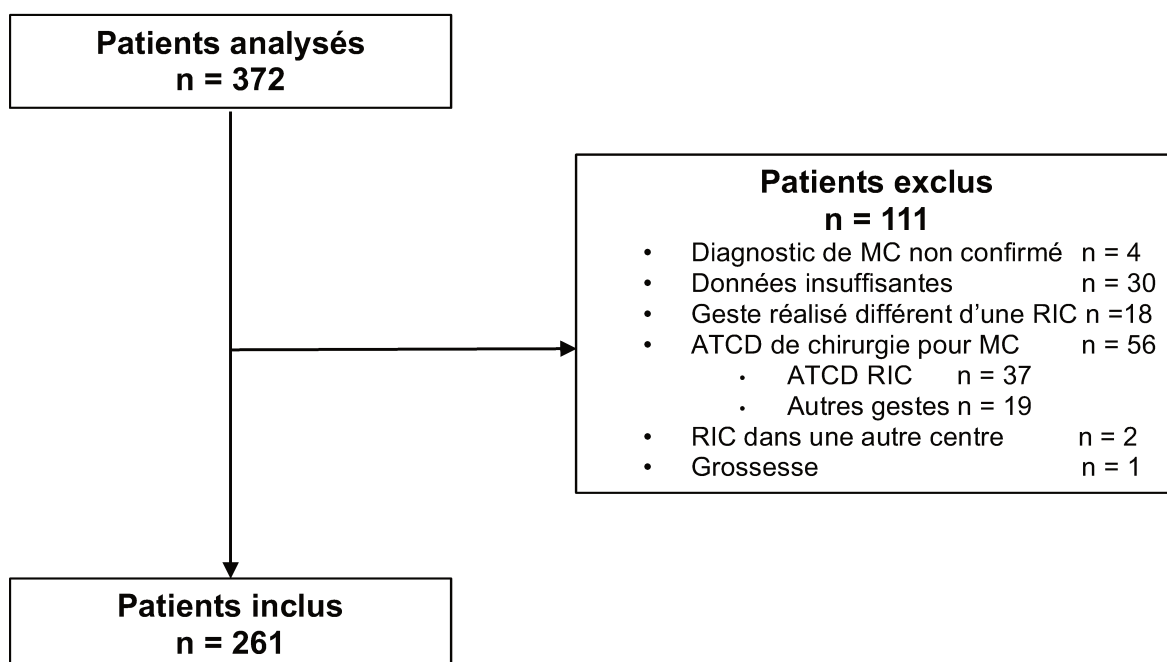 Patients analysés
n = 372
Patients exclus
n = 111
• Diagnostic de MC non confirmé n = 4
• Données insuffisantes n = 30
• Geste réalisé différent d'une RIC n =18
• ATCD de chirurgie pour MC n = 56
• ATCD RIC n = 37
• Autres gestes n = 19
• RIC dans une autre centre n = 2
• Grossesse n = 1
Patients inclus
n = 261